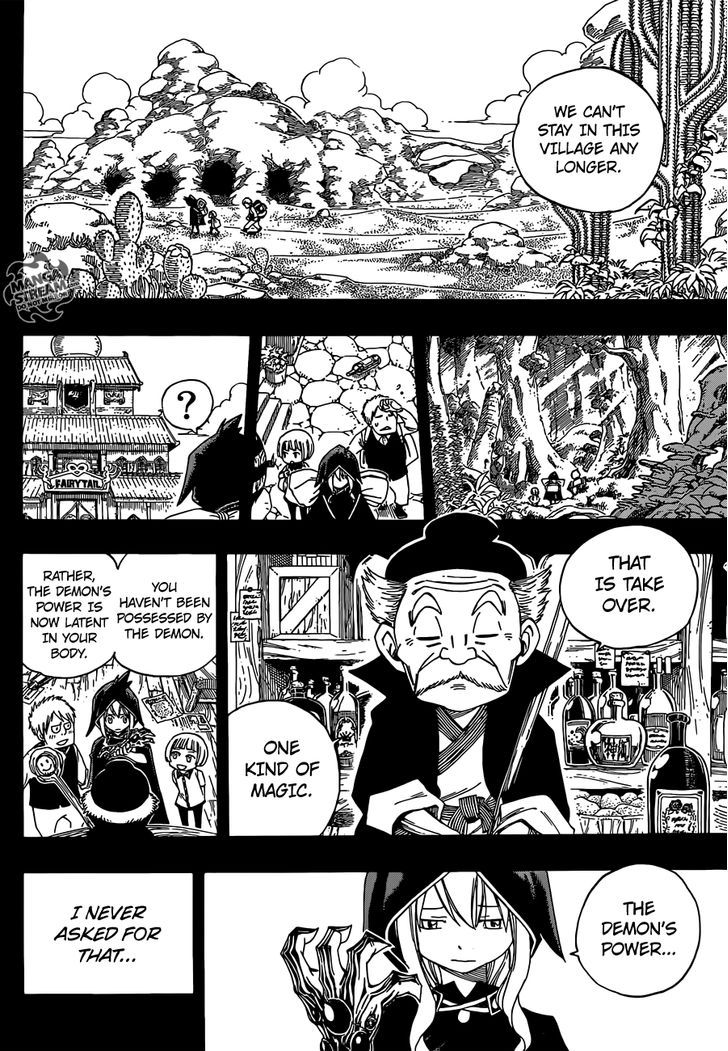 WE CAN'T
STAY IN THIS
VILLAGE ANY
LONGER.
MANGA
STREAM
?
FAIRYTAIL
THAT
IS TAKE
OVER.
ONE
KIND OF
MAGIC.
YOU
HAVEN'T BEEN
POSSESSED BY
THE DEMON.
RATHER,
THE DEMON'S
POWER IS
NOW LATENT
IN YOUR
BODY.
THE
DEMON'S
POWER...
I NEVER
ASKED FOR
THAT...